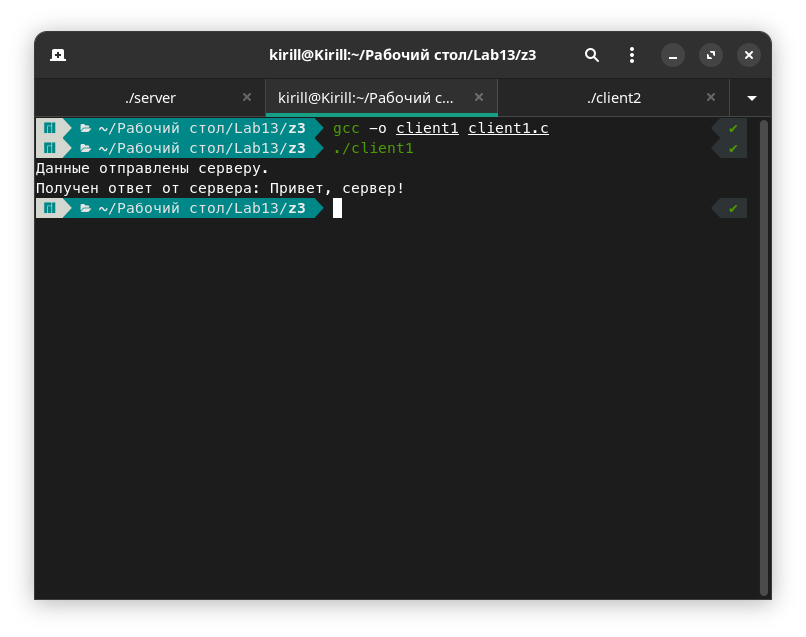 kirill@Kirill:~/Рабочий стол/Lab13/z3
./server
kirill@Kirill:~/Рабочий с...
./client2
~/Рабочий стол/Lab13/z3 gcc -o client1 client1.c
~/Рабочий стол/Lab13/z3 ./client1
Данные отправлены серверу.
Получен ответ от сервера: Привет, сервер!
~/Рабочий стол/Lab13/z3